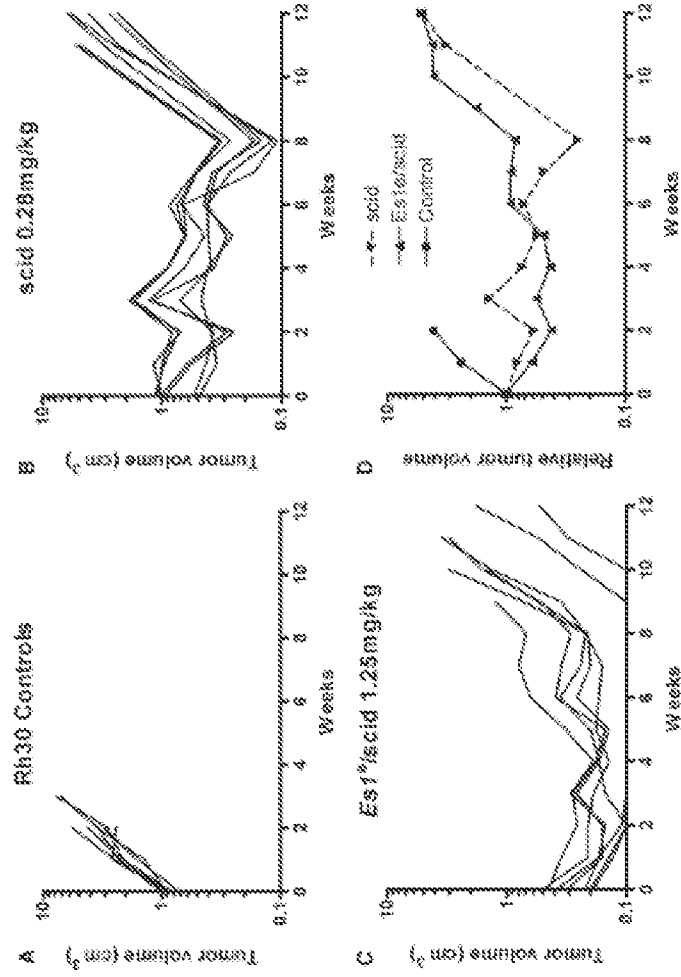 A
Rh30 Controls
Tumor volume (cm3)
10
1
0.1
0 2 4 6 8 10 12
Weeks
B
scid 0.28mg/kg
Tumor volume (cm3)
10
1
0.1
0 2 4 6 8 10 12
Weeks
C
Es1e/scid 1.25mg/kg
Tumor volume (cm3)
10
1
0.1
0 2 4 6 8 10 12
Weeks
D
Relative tumor volume
10
1
0.1
0 2 4 6 8 10 12
Weeks
scid
Es1e/scid
Control